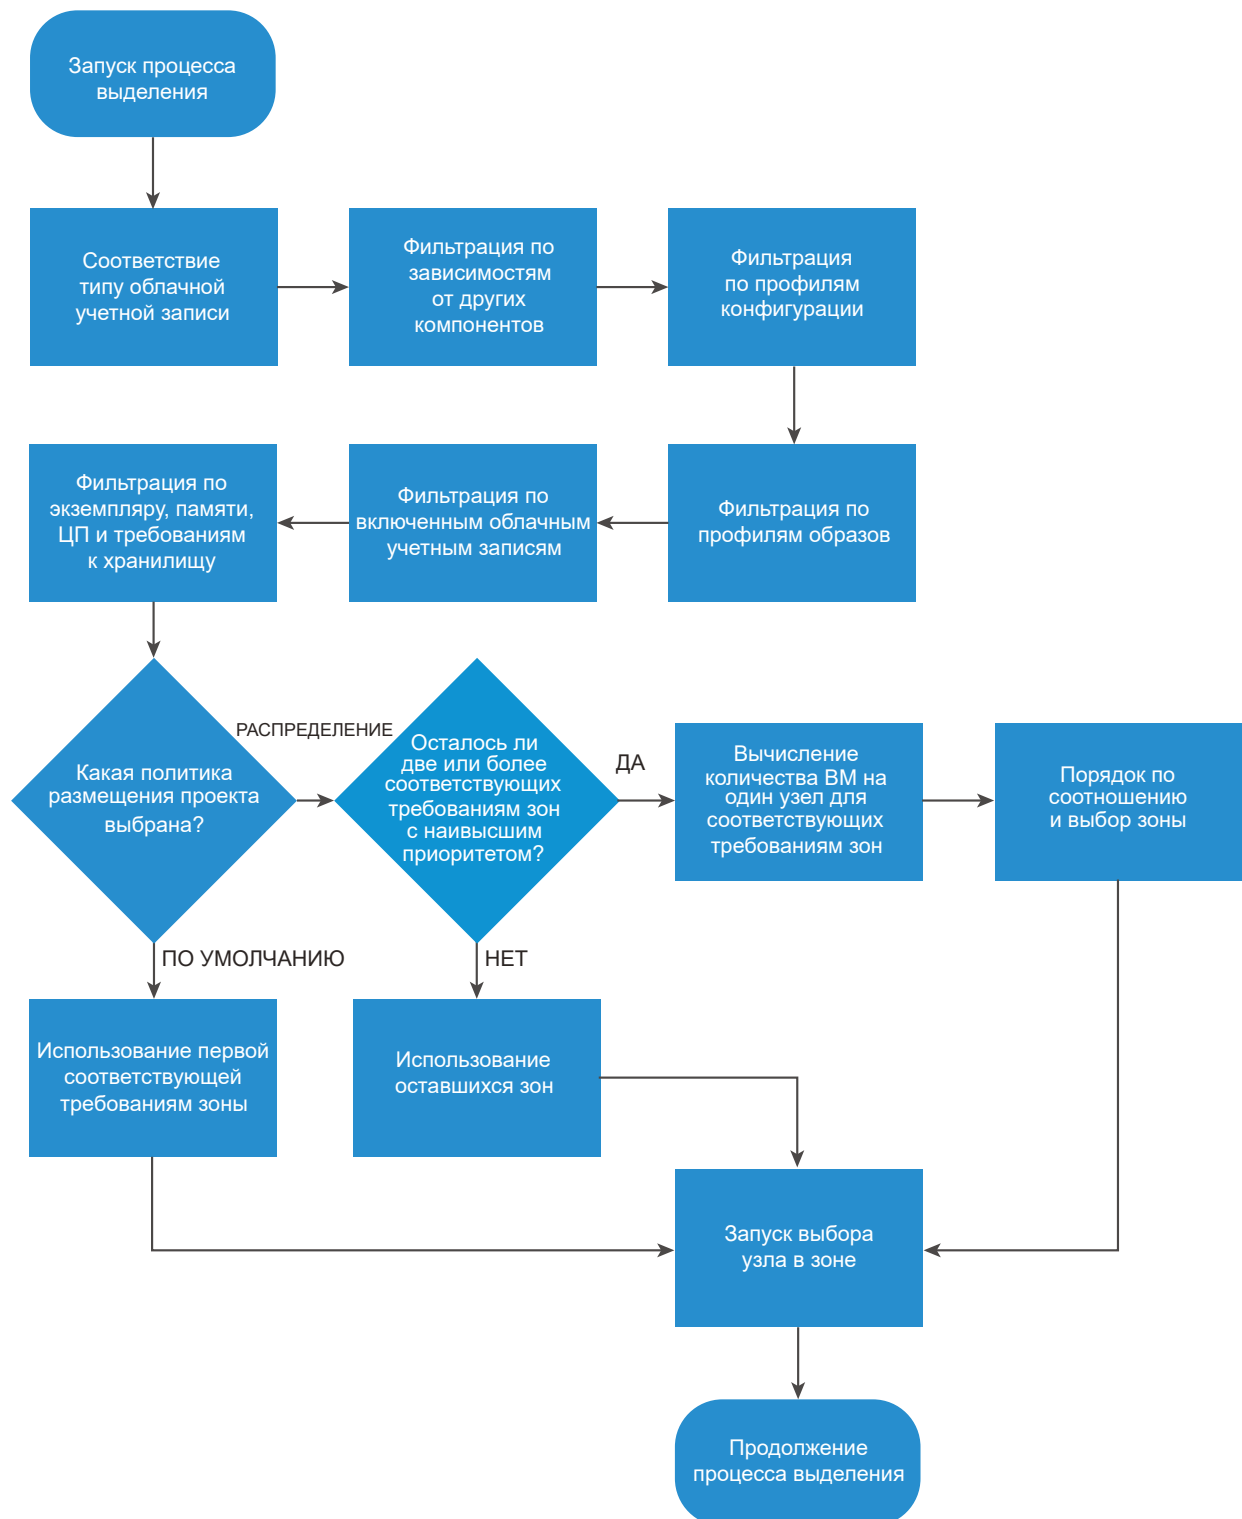 Запуск процесса
выделения
Соответствие
типу облачной
учетной записи
Фильтрация по
зависимостям
от других
компонентов
Фильтрация
по профилям
конфигурации
Фильтрация по
профилям образов
Фильтрация по
включенным облачным
учетным записям
Фильтрация по
экземпляру, памяти,
ЦП и требованиям
к хранилищу
Какая политика
размещения проекта
выбрана?
РАСПРЕДЕЛЕНИЕ
Осталось ли
две или более
соответствующих
требованиям зон
с наивысшим
приоритетом?
ДА
Вычисление
количества ВМ на
один узел для
соответствующих
требованиям зон
Порядок по
соотношению
и выбор зоны
ПО УМОЛЧАНИЮ
НЕТ
Использование первой
соответствующей
требованиям зоны
Использование
оставшихся зон
Запуск выбора
узла в зоне
Продолжение
процесса выделения